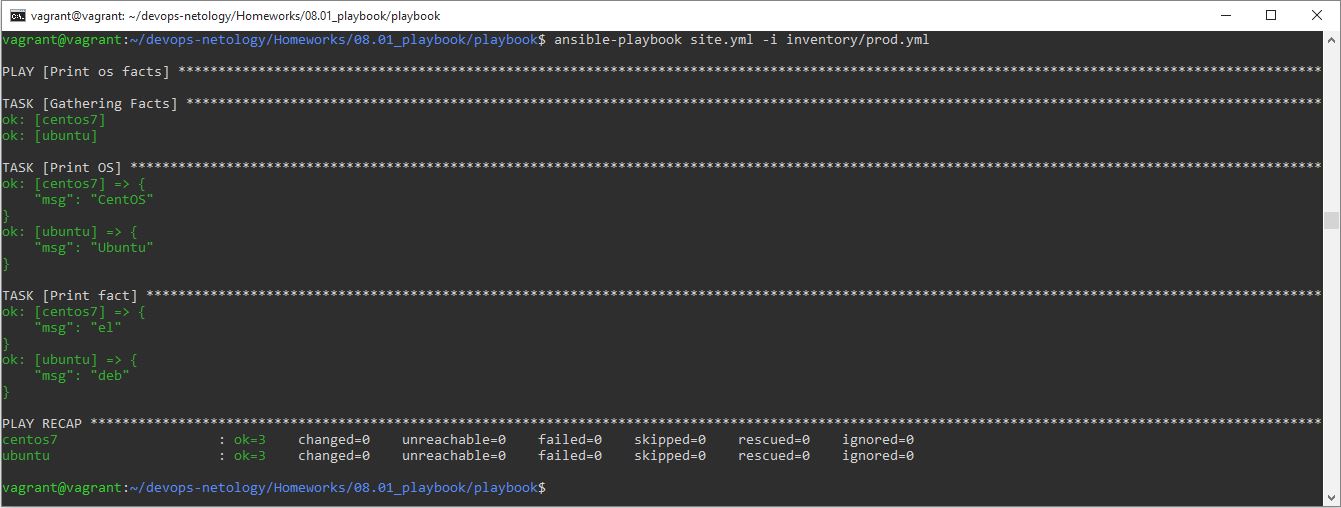 vagrant@vagrant: ~/devops-netology/Homeworks/08.01_playbook/playbook
vagrant@vagrant:~/devops-netology/Homeworks/08.01_playbook/playbook$ ansible-playbook site.yml -i inventory/prod.yml
PLAY [Print os facts] ***********************************************************************************************************************************************
TASK [Gathering Facts] **********************************************************************************************************************************************
ok: [centos7]
ok: [ubuntu]
TASK [Print OS] *****************************************************************************************************************************************************
ok: [centos7] => {
    "msg": "CentOS"
}
ok: [ubuntu] => {
    "msg": "Ubuntu"
}
TASK [Print fact] ***************************************************************************************************************************************************
ok: [centos7] => {
    "msg": "el"
}
ok: [ubuntu] => {
    "msg": "deb"
}
PLAY RECAP **********************************************************************************************************************************************************
centos7                    : ok=3    changed=0    unreachable=0    failed=0    skipped=0    rescued=0    ignored=0
ubuntu                     : ok=3    changed=0    unreachable=0    failed=0    skipped=0    rescued=0    ignored=0
vagrant@vagrant:~/devops-netology/Homeworks/08.01_playbook/playbook$